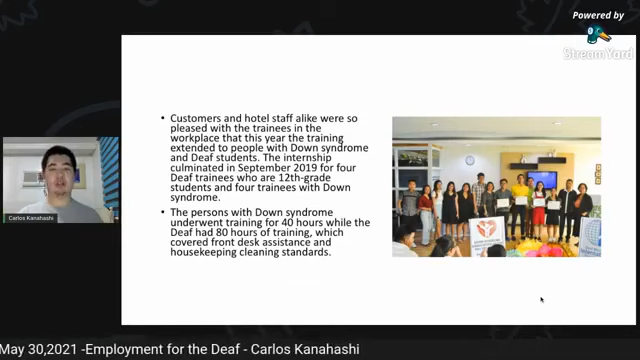 Powered by
StreamYard
• Customers and hotel staff alike were so
pleased with the trainees in the
workplace that this year the training
extended to people with Down syndrome
and Deaf students. The internship
culminated in September 2019 for four
Deaf trainees who are 12th-grade
students and four trainees with Down
syndrome.
• The persons with Down syndrome
underwent training for 40 hours while the
Deaf had 80 hours of training, which
covered front desk assistance and
housekeeping cleaning standards.
Carlos Kanahashi
May 30,2021 -Employment for the Deaf - Carlos Kanahashi